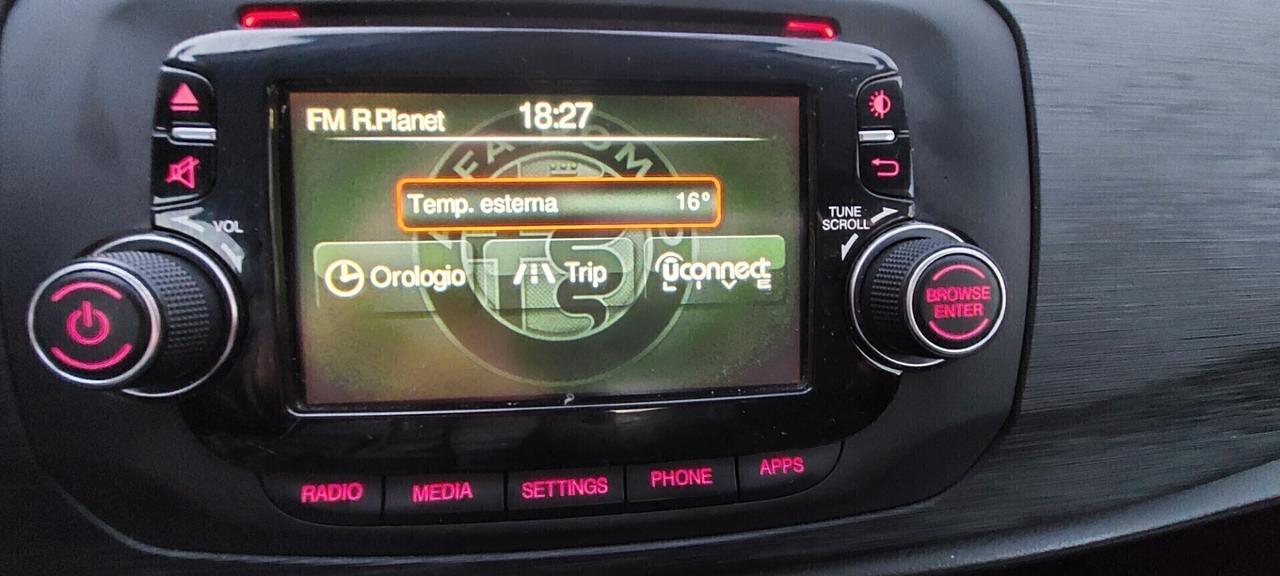 FM R.Planet 18:27
Temp. esterna 16°
VOL
TUNE
SCROLL
Orologio Trip uconnect
LIVE
BROWSE
ENTER
RADIO MEDIA SETTINGS PHONE APPS